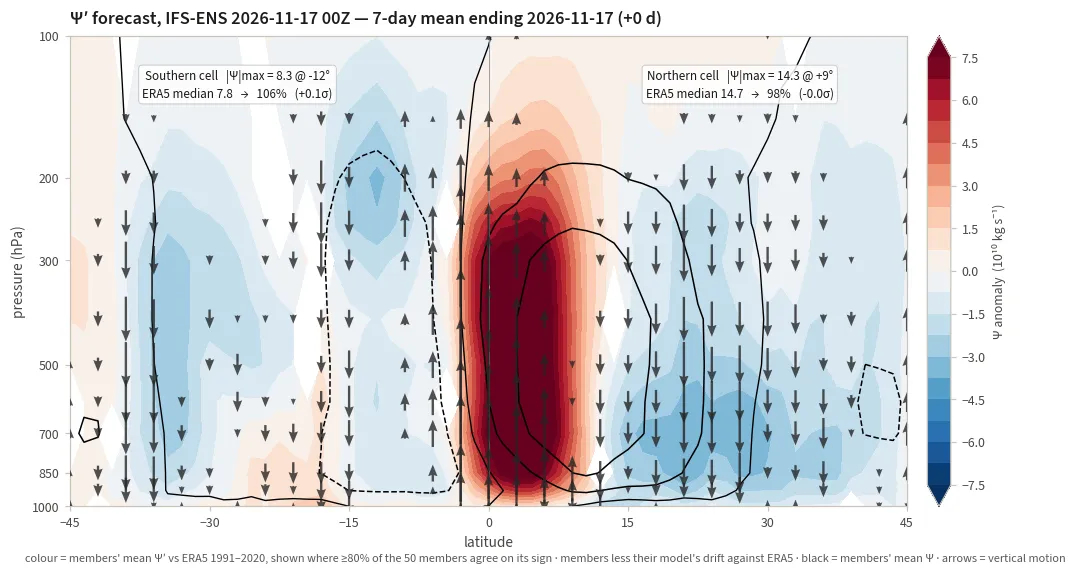 Ψ′ forecast, IFS-ENS 2026-11-17 00Z — 7-day mean ending 2026-11-17 (+0 d)
Southern cell |Ψ|max = 8.3 @ -12°
ERA5 median 7.8 → 106% (+0.1σ)
Northern cell |Ψ|max = 14.3 @ +9°
ERA5 median 14.7 → 98% (-0.0σ)
pressure (hPa)
100
200
300
400
500
700
850
1000
−45
−30
−15
0
15
30
45
latitude
7.5
6.0
4.5
3.0
1.5
0.0
−1.5
−3.0
−4.5
−6.0
−7.5
Ψ anomaly (10¹⁰ kg s⁻¹)
colour = members' mean Ψ′ vs ERA5 1991–2020, shown where ≥80% of the 50 members agree on its sign · members less their model's drift against ERA5 · black = members' mean Ψ · arrows = vertical motion